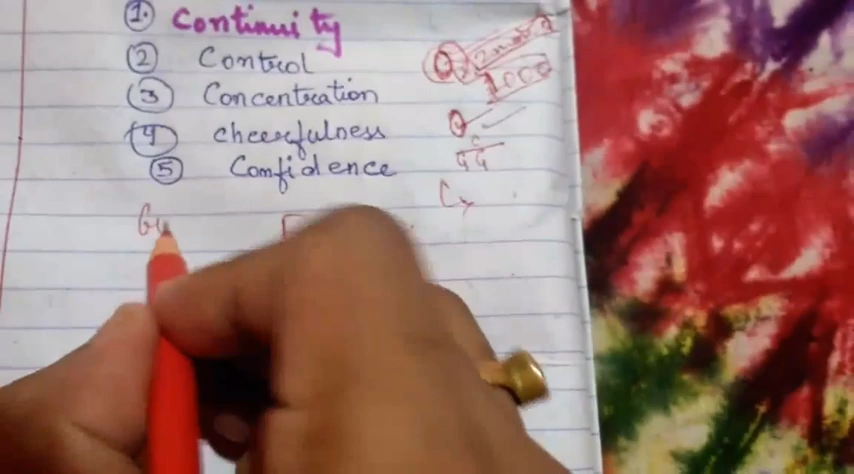 1. Continuity
2 Control
3 Concentration
4 cheerfulness
5 Confidence
1000